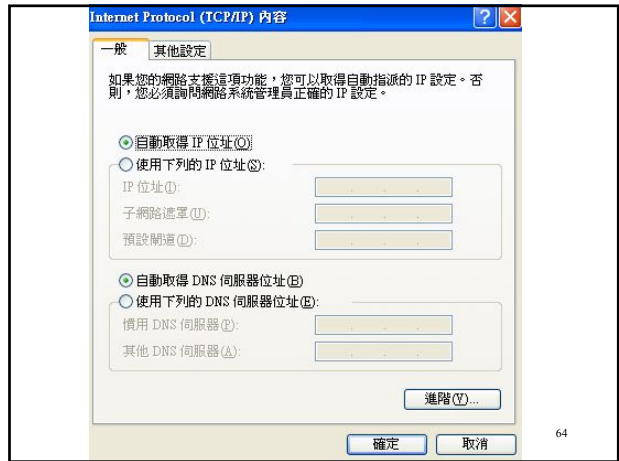 Internet Protocol (TCP/IP) 內容
一般
其他設定
如果您的網路支援這項功能，您可以取得自動指派的 IP 設定。否
則，您必須詢問網路系統管理員正確的 IP 設定。
自動取得 IP 位址(O)
使用下列的 IP 位址(S):
IP 位址(I):
子網路遮罩(U):
預設閘道(D):
自動取得 DNS 伺服器位址(B)
使用下列的 DNS 伺服器位址(E):
慣用 DNS 伺服器(P):
其他 DNS 伺服器(A):
進階(V)...
確定
取消
64